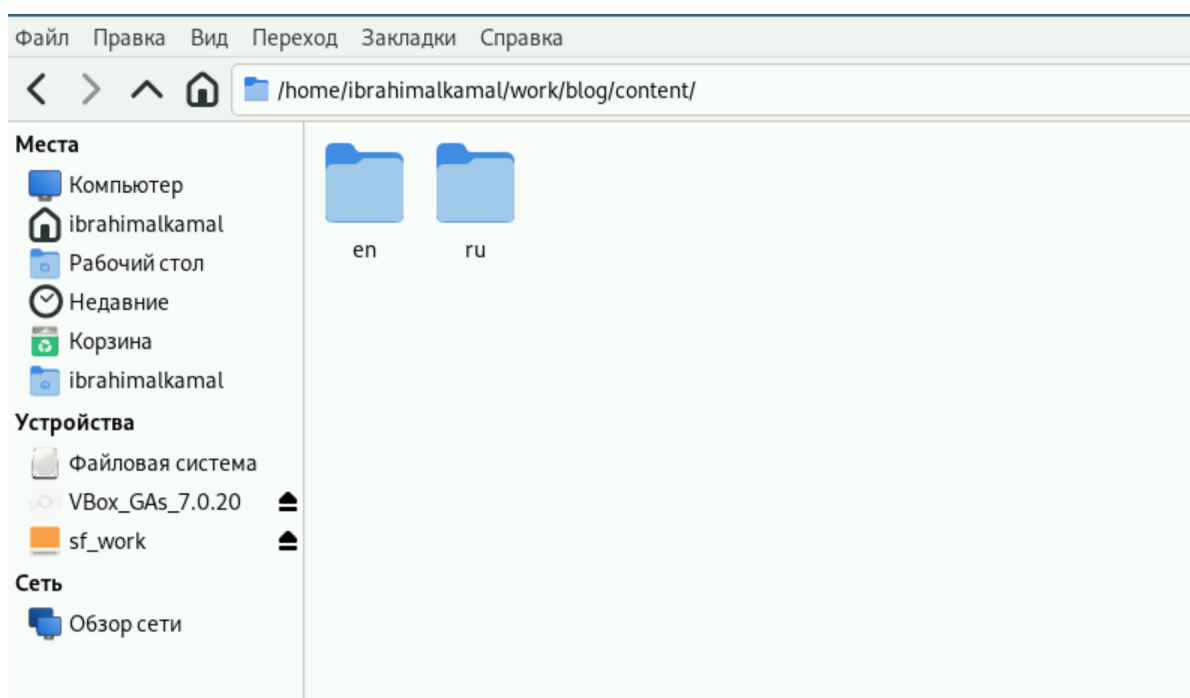 Файл Правка Вид Переход Закладки Справка
/home/ibrahimalkamal/work/blog/content/
Места
Компьютер
ibrahimalkamal
Рабочий стол
Недавние
Корзина
ibrahimalkamal
Устройства
Файловая система
VBox_GAs_7.0.20
sf_work
Сеть
Обзор сети
en ru